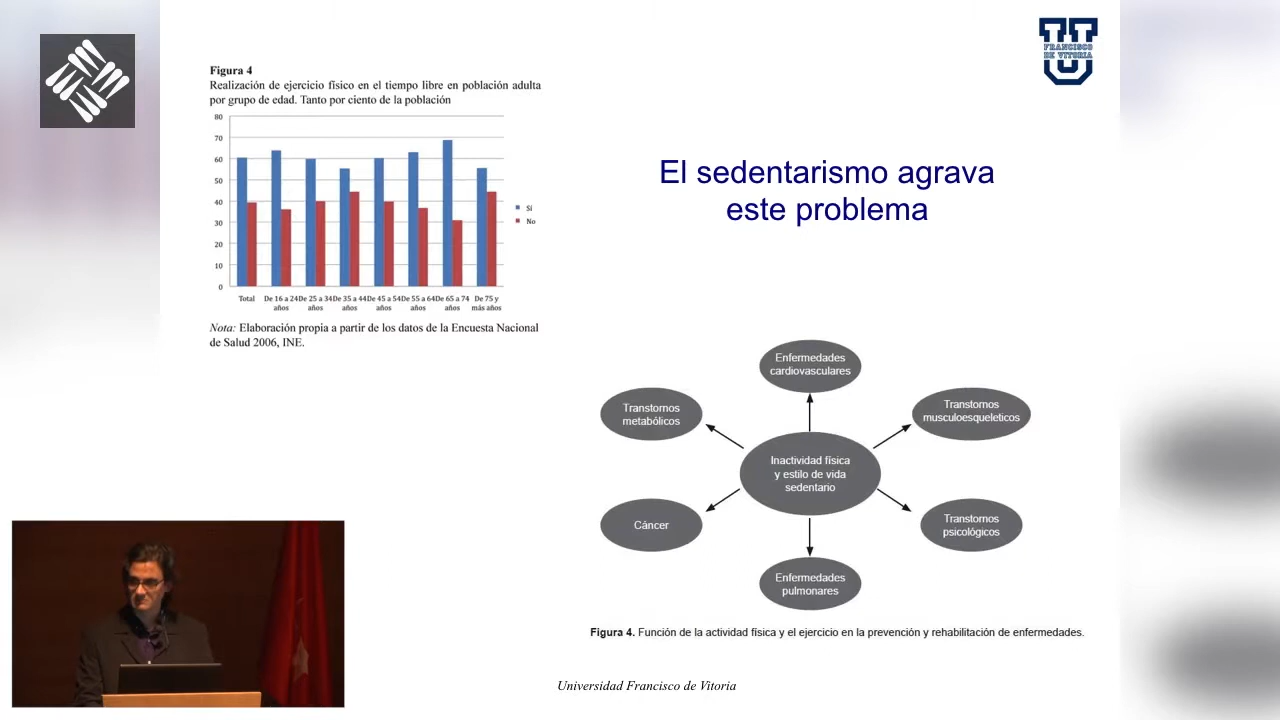 Figura 4
Realización de ejercicio físico en el tiempo libre en población adulta
por grupo de edad. Tanto por ciento de la población
80
70
60
50
40
30
20
10
0
Sí
No
Total
De 16 a 24
años
De 25 a 34
años
De 35 a 44
años
De 45 a 54
años
De 55 a 64
años
De 65 a 74
años
De 75 y
más años
Nota: Elaboración propia a partir de los datos de la Encuesta Nacional
de Salud 2006, INE.
U
FRANCISCO
DE VITORIA
El sedentarismo agrava
este problema
Enfermedades
cardiovasculares
Transtornos
metabólicos
Transtornos
musculoesqueleticos
Inactividad física
y estilo de vida
sedentario
Cáncer
Transtornos
psicológicos
Enfermedades
pulmonares
Figura 4. Función de la actividad física y el ejercicio en la prevención y rehabilitación de enfermedades.
Universidad Francisco de Vitoria